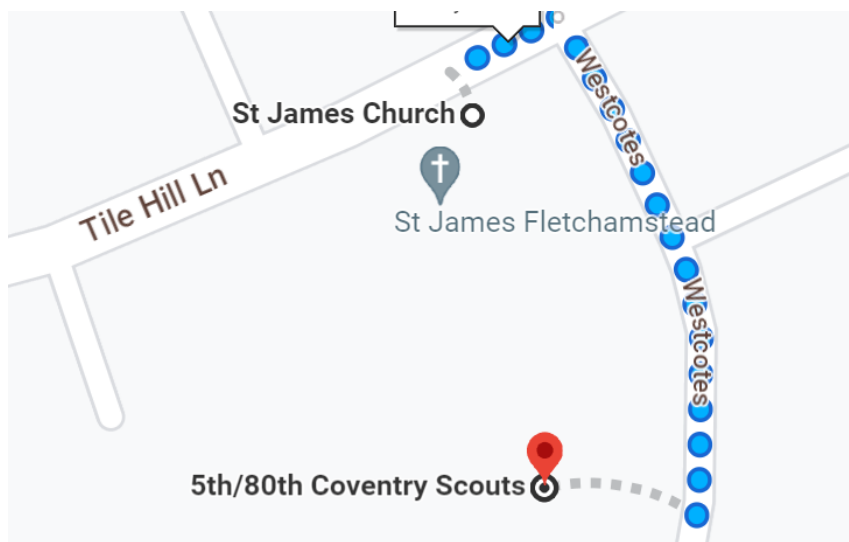 Westcotes
St James Church
Tile Hill Ln
St James Fletchamstead
Westcotes
5th/80th Coventry Scouts